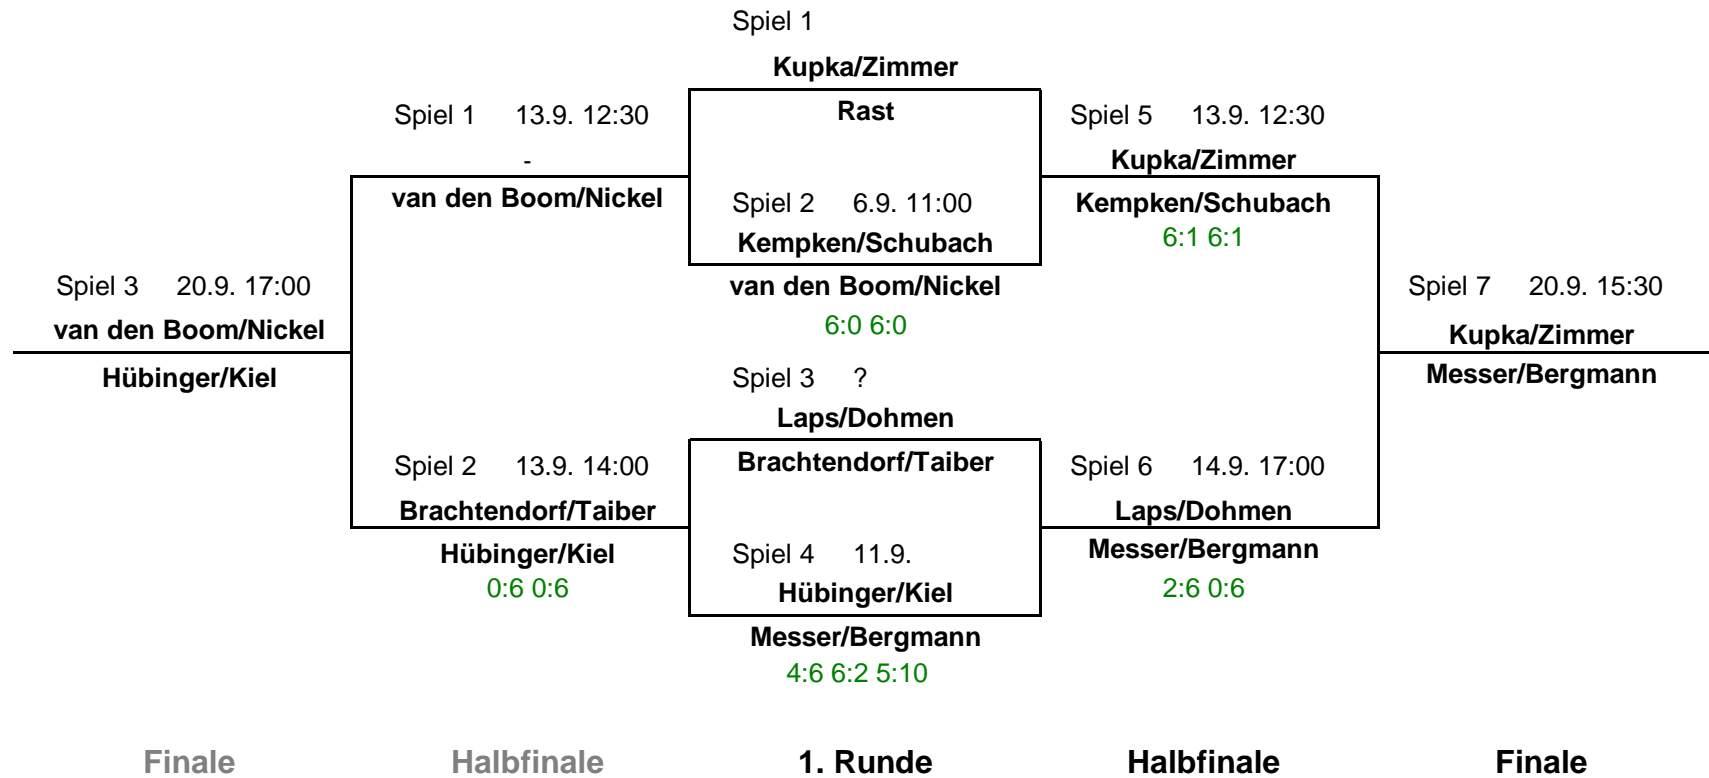 Spiel 1
Kupka/Zimmer
Rast
Spiel 1 13.9. 12:30
-
van den Boom/Nickel
Spiel 5 13.9. 12:30
Kupka/Zimmer
Kempken/Schubach
6:1 6:1
Spiel 2 6.9. 11:00
Kempken/Schubach
van den Boom/Nickel
6:0 6:0
Spiel 3 20.9. 17:00
van den Boom/Nickel
Hübinger/Kiel
Spiel 7 20.9. 15:30
Kupka/Zimmer
Messer/Bergmann
Spiel 3 ?
Laps/Dohmen
Brachtendorf/Taiber
Spiel 2 13.9. 14:00
Brachtendorf/Taiber
Hübinger/Kiel
0:6 0:6
Spiel 6 14.9. 17:00
Laps/Dohmen
Messer/Bergmann
2:6 0:6
Spiel 4 11.9.
Hübinger/Kiel
Messer/Bergmann
4:6 6:2 5:10
Finale Halbfinale 1. Runde Halbfinale Finale